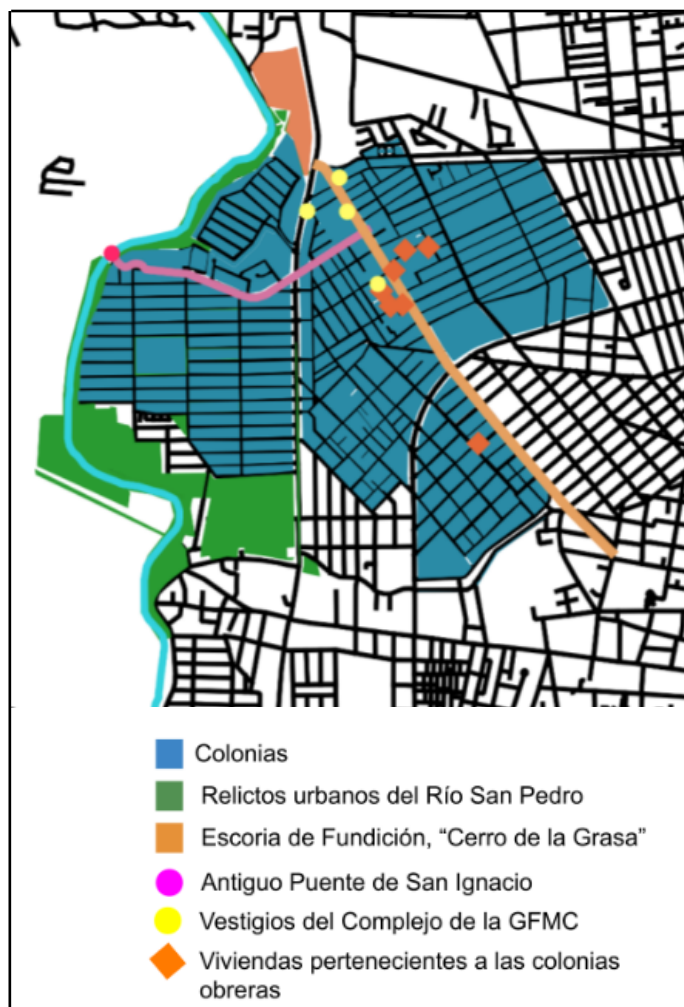 Colonias
Relictos urbanos del Río San Pedro
Escoria de Fundición, “Cerro de la Grasa”
Antiguo Puente de San Ignacio
Vestigios del Complejo de la GFMC
Viviendas pertenecientes a las colonias
obreras